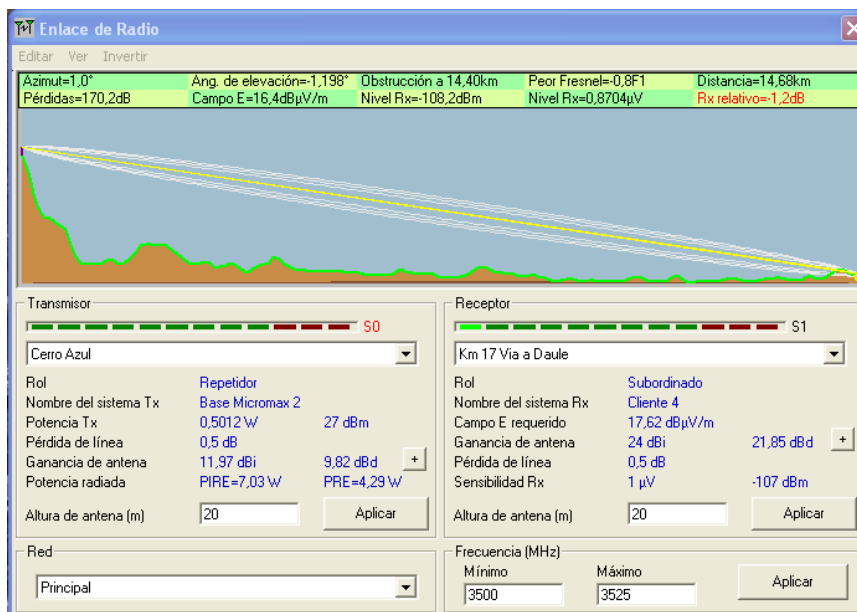 Enlace de Radio
Editar Ver Invertir
Azimut=1,0° Ang. de elevación=-1,198° Obstrucción a 14,40km Peor Fresnel=-0,8F1 Distancia=14,68km
Pérdidas=170,2dB Campo E=16,4dBµV/m Nivel Rx=-108,2dBm Nivel Rx=0,8704µV Rx relativo=-1,2dB
Transmisor
S0
Cerro Azul
Rol Repetidor
Nombre del sistema Tx Base Micromax 2
Potencia Tx 0,5012 W 27 dBm
Pérdida de línea 0,5 dB
Ganancia de antena 11,97 dBi 9,82 dBd +
Potencia radiada PIRE=7,03 W PRE=4,29 W
Altura de antena (m) 20 Aplicar
Receptor
S1
Km 17 Via a Daule
Rol Subordinado
Nombre del sistema Rx Cliente 4
Campo E requerido 17,62 dBµV/m
Ganancia de antena 24 dBi 21,85 dBd +
Pérdida de línea 0,5 dB
Sensibilidad Rx 1 µV -107 dBm
Altura de antena (m) 20 Aplicar
Red
Principal
Frecuencia (MHz)
Mínimo Máximo
3500 3525 Aplicar